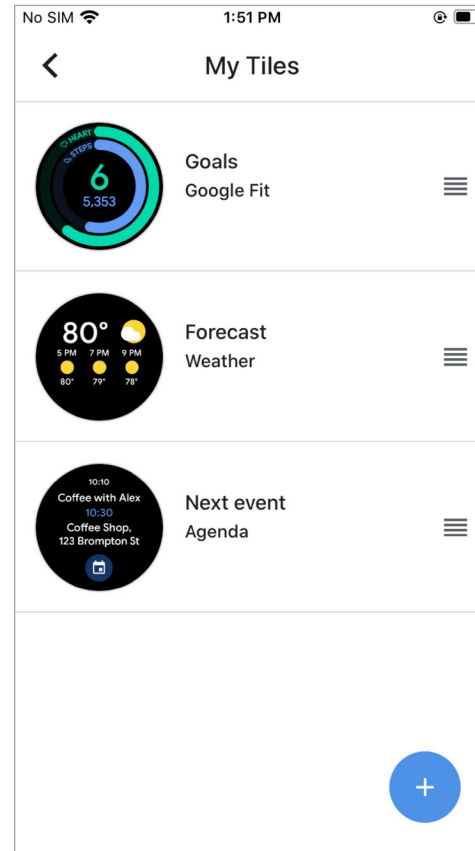 No SIM 1:51 PM
My Tiles
HEART
STEPS
6
5,353
Goals
Google Fit
80°
5 PM 7 PM 9 PM
80° 79° 78°
Forecast
Weather
10:10
Coffee with Alex
10:30
Coffee Shop,
123 Brompton St
Next event
Agenda
+